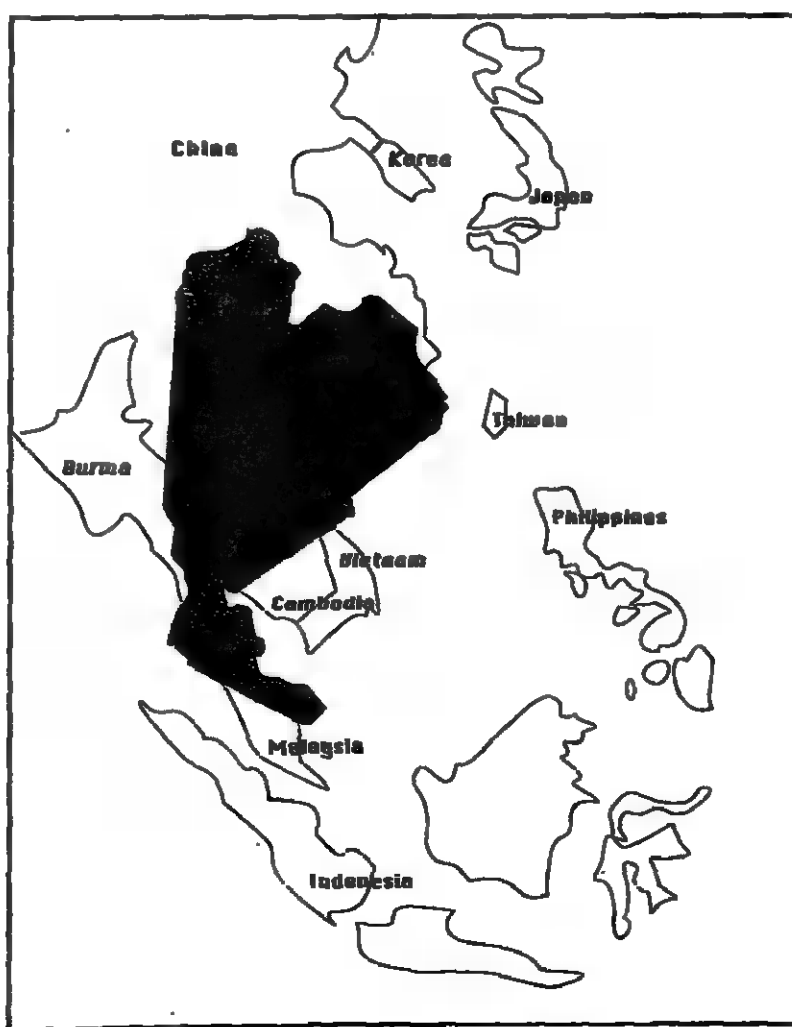 China
Korea
Japan
Taiwan
Burma
Philippines
Vietnam
Cambodia
Malaysia
Indonesia